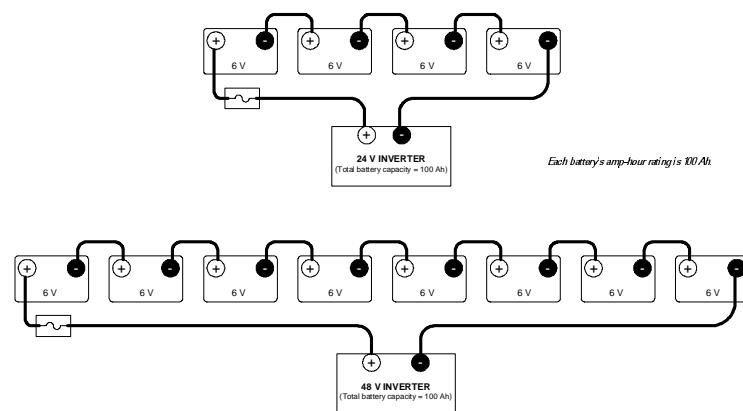 + - + - + - + -
6 V 6 V 6 V 6 V
+ -
24 V INVERTER
(Total battery capacity = 100 Ah)
Each battery's amp-hour rating is 100 Ah.
+ - + - + - + - + - + - + - + -
6 V 6 V 6 V 6 V 6 V 6 V 6 V 6 V
+ -
48 V INVERTER
(Total battery capacity = 100 Ah)